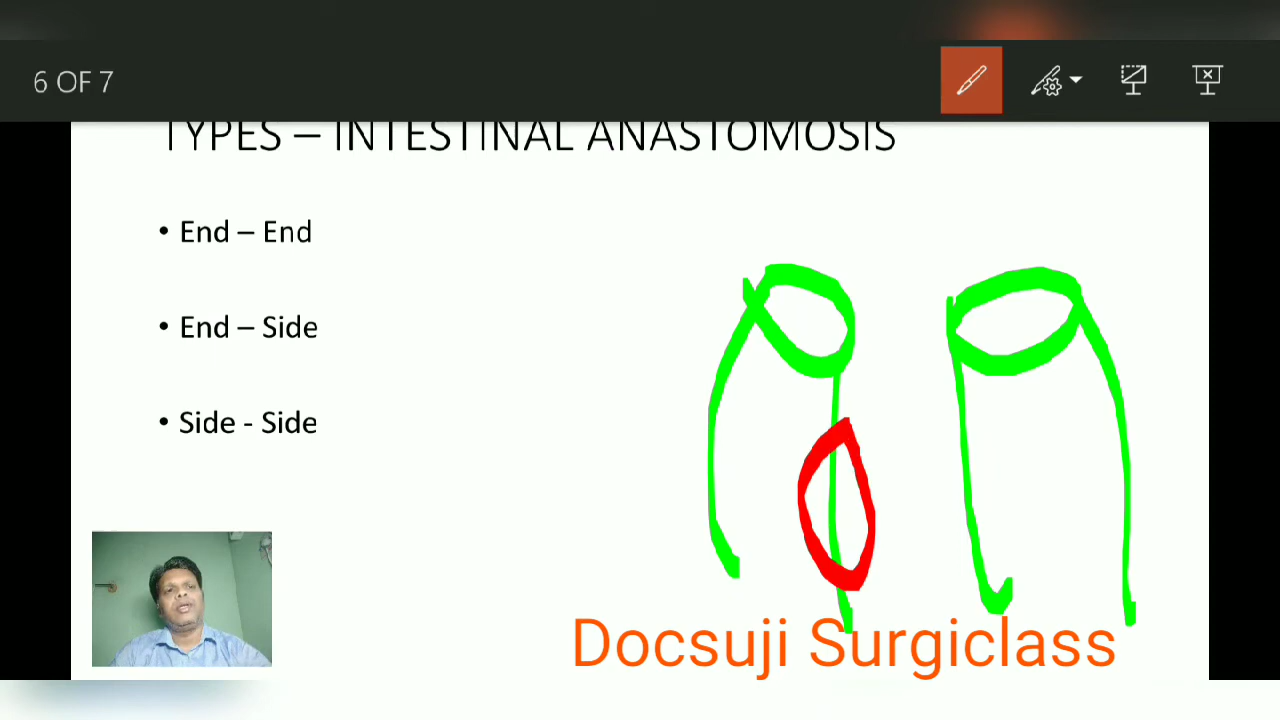 6 OF 7
TYPES – INTESTINAL ANASTOMOSIS
• End – End
• End – Side
• Side - Side
Docsuji Surgiclass